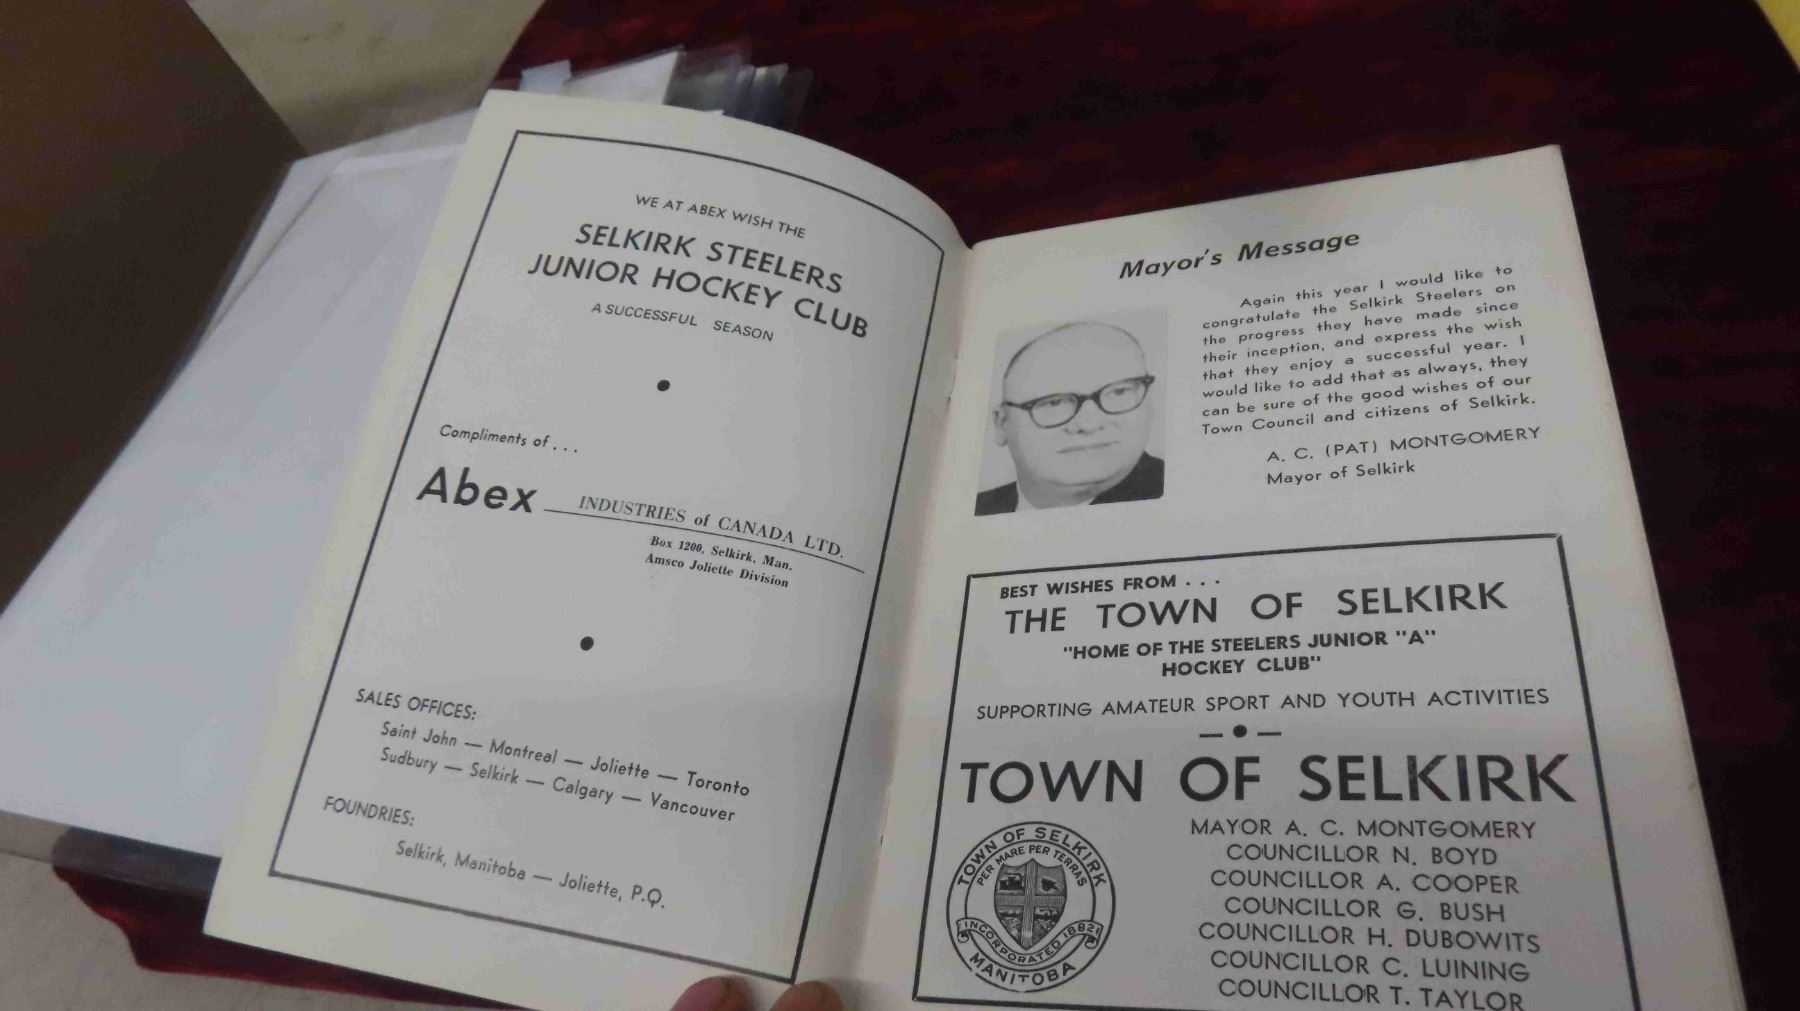 WE AT ABEX WISH THE
SELKIRK STEELERS
JUNIOR HOCKEY CLUB
A SUCCESSFUL SEASON
Compliments of . . .
Abex INDUSTRIES of CANADA LTD.
Box 1200, Selkirk, Man.
Amsco Joliette Division
SALES OFFICES:
Saint John — Montreal — Joliette — Toronto
Sudbury — Selkirk — Calgary — Vancouver
FOUNDRIES:
Selkirk, Manitoba — Joliette, P.Q.
Mayor's Message
Again this year I would like to
congratulate the Selkirk Steelers on
the progress they have made since
their inception, and express the wish
that they enjoy a successful year. I
would like to add that as always, they
can be sure of the good wishes of our
Town Council and citizens of Selkirk.
A. C. (PAT) MONTGOMERY
Mayor of Selkirk
BEST WISHES FROM . . .
THE TOWN OF SELKIRK
"HOME OF THE STEELERS JUNIOR "A"
HOCKEY CLUB"
SUPPORTING AMATEUR SPORT AND YOUTH ACTIVITIES
TOWN OF SELKIRK
TOWN OF SELKIRK
PER MARE PER TERRAS
INCORPORATED 1882
MANITOBA
MAYOR A. C. MONTGOMERY
COUNCILLOR N. BOYD
COUNCILLOR A. COOPER
COUNCILLOR G. BUSH
COUNCILLOR H. DUBOWITS
COUNCILLOR C. LUINING
COUNCILLOR T. TAYLOR